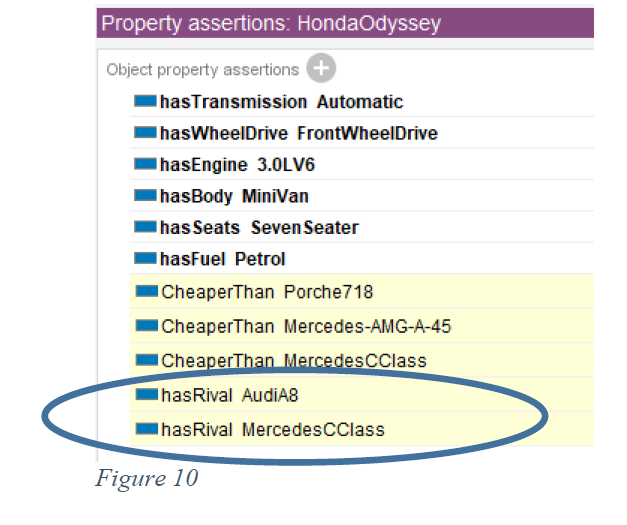 Property assertions: HondaOdyssey
Object property assertions
hasTransmission Automatic
hasWheelDrive FrontWheelDrive
hasEngine 3.0LV6
hasBody MiniVan
hasSeats SevenSeater
hasFuel Petrol
CheaperThan Porche718
CheaperThan Mercedes-AMG-A-45
CheaperThan MercedesCClass
hasRival AudiA8
hasRival MercedesCClass
Figure 10